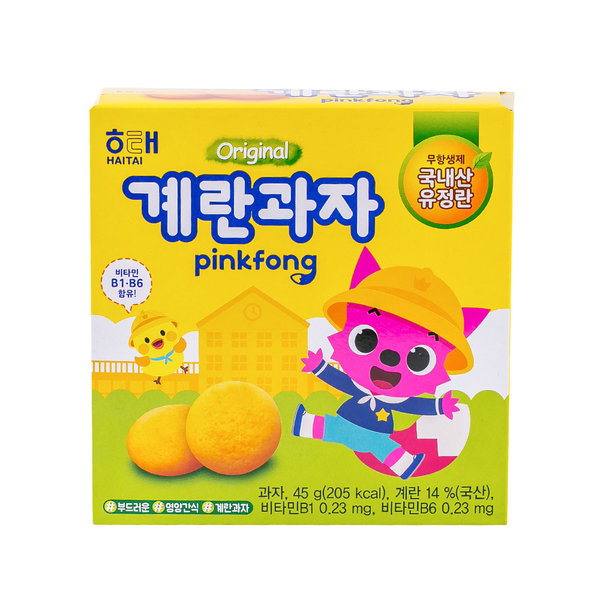 pinkfong
해태
HAITAI
Original
계란과자
pinkfong
무항생제
국내산
유정란
비타민
B1·B6
함유!
과자, 45 g(205 kcal), 계란 14 %(국산),
비타민B1 0.23 mg, 비타민B6 0.23 mg
#부드러운 #영양간식 #계란과자